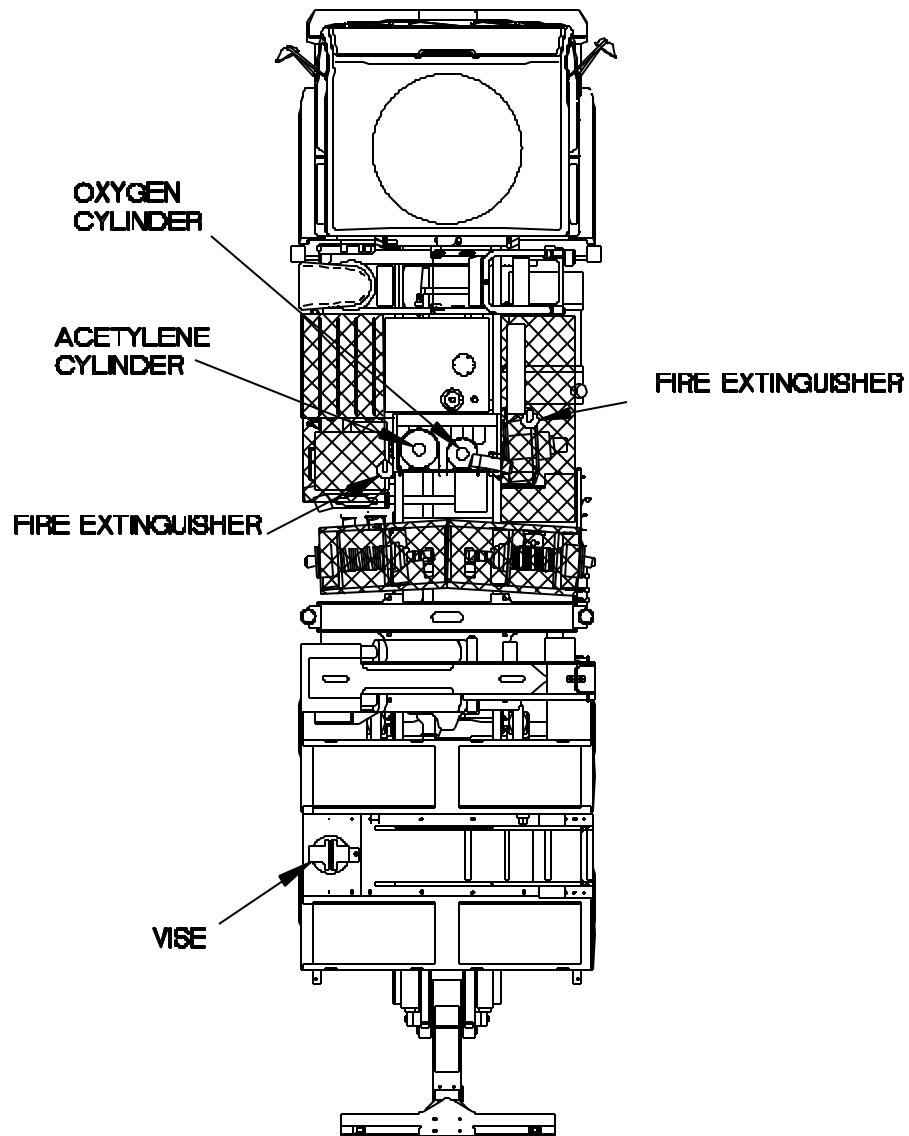 OXYGEN
CYLINDER
ACETYLENE
CYLINDER
FIRE EXTINGUISHER
FIRE EXTINGUISHER
VISE